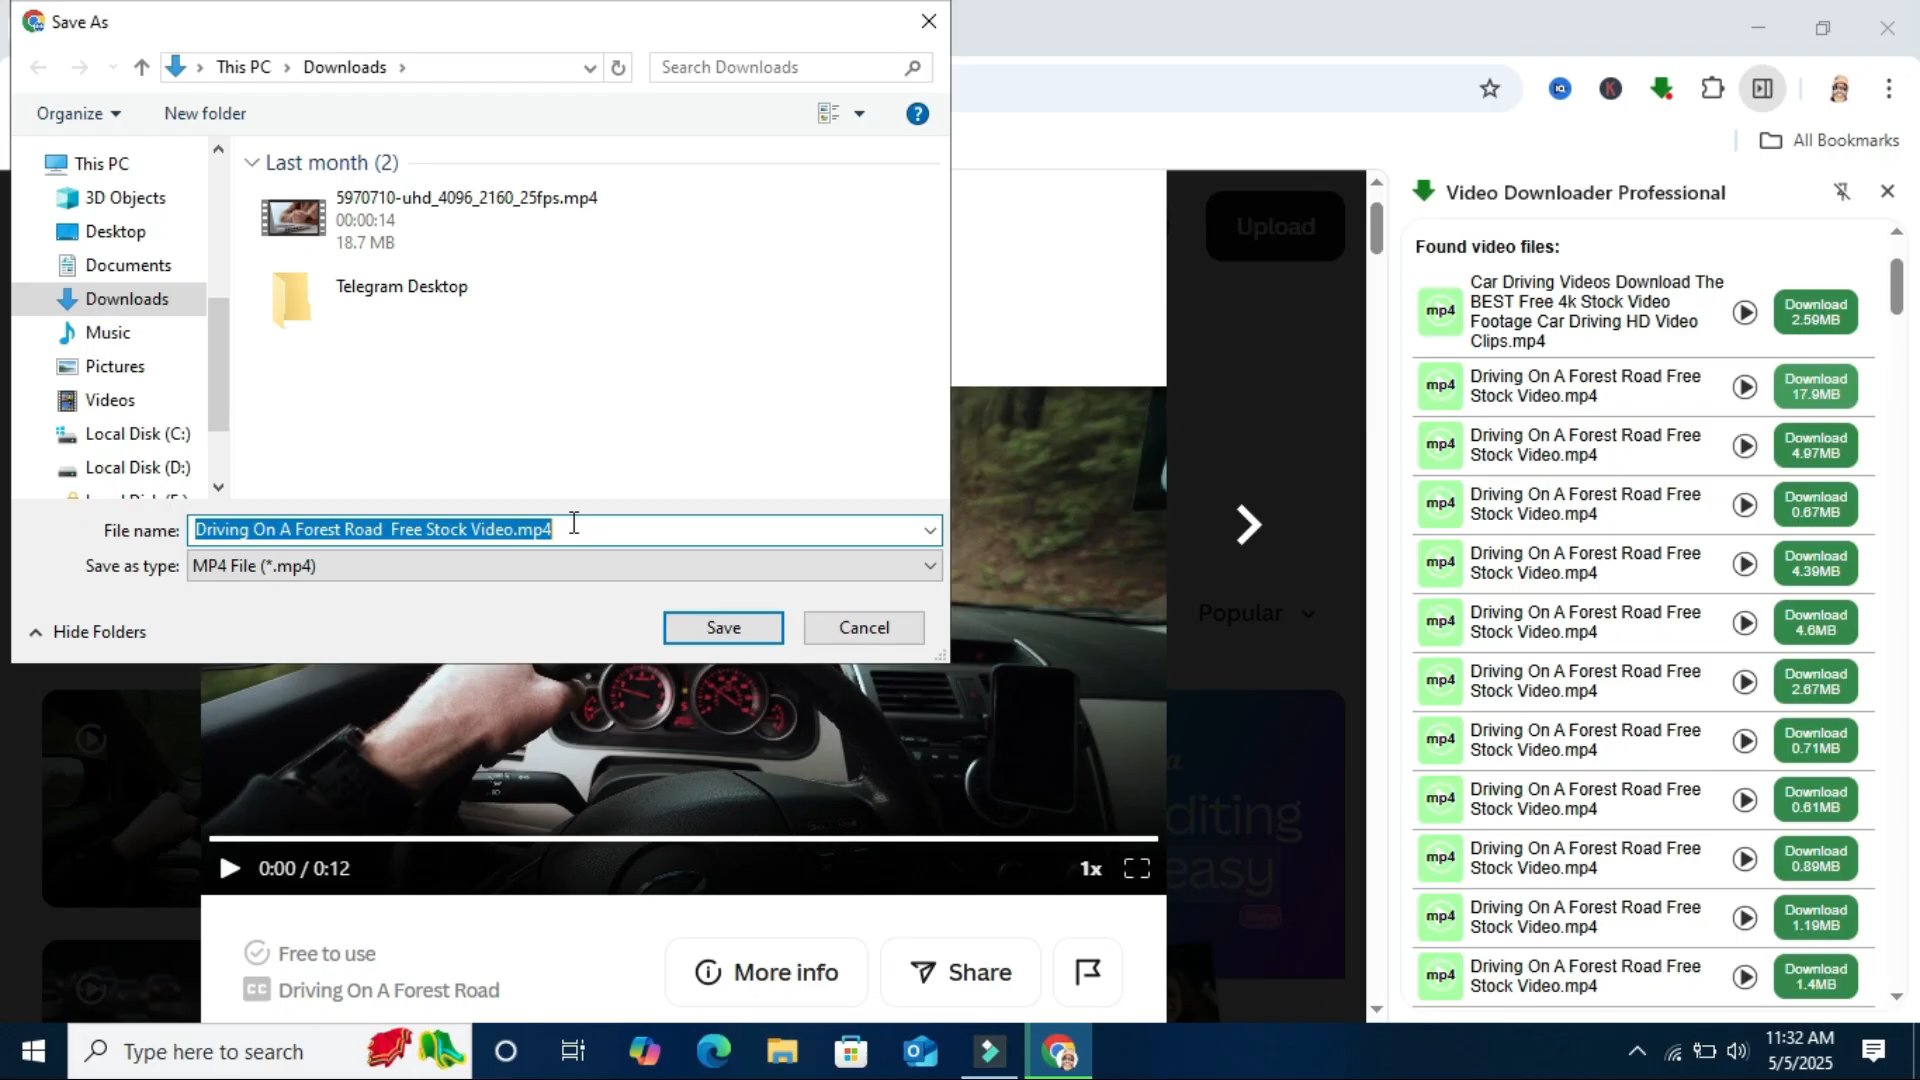 Save As
This PC
Downloads
Search Downloads
Organize
New folder
This PC
3D Objects
Desktop
Documents
Downloads
Music
Pictures
Videos
Local Disk (C:)
Local Disk (D:)
Last month (2)
5970710-uhd_4096_2160_25fps.mp4
00:00:14
18.7 MB
Telegram Desktop
File name:
Driving On A Forest Road  Free Stock Video.mp4
Save as type:
MP4 File (*.mp4)
Hide Folders
Save
Cancel
All Bookmarks
Upload
Popular
diting
easy
0:00 / 0:12
1x
Free to use
CC
Driving On A Forest Road
More info
Share
Video Downloader Professional
Found video files:
mp4
Car Driving Videos Download The
BEST Free 4k Stock Video
Footage Car Driving HD Video
Clips.mp4
Download
2.59MB
mp4
Driving On A Forest Road Free
Stock Video.mp4
Download
17.9MB
mp4
Driving On A Forest Road Free
Stock Video.mp4
Download
4.97MB
mp4
Driving On A Forest Road Free
Stock Video.mp4
Download
0.67MB
mp4
Driving On A Forest Road Free
Stock Video.mp4
Download
4.39MB
mp4
Driving On A Forest Road Free
Stock Video.mp4
Download
4.6MB
mp4
Driving On A Forest Road Free
Stock Video.mp4
Download
2.67MB
mp4
Driving On A Forest Road Free
Stock Video.mp4
Download
0.71MB
mp4
Driving On A Forest Road Free
Stock Video.mp4
Download
0.61MB
mp4
Driving On A Forest Road Free
Stock Video.mp4
Download
0.89MB
mp4
Driving On A Forest Road Free
Stock Video.mp4
Download
1.19MB
mp4
Driving On A Forest Road Free
Stock Video.mp4
Download
1.4MB
Type here to search
11:32 AM
5/5/2025